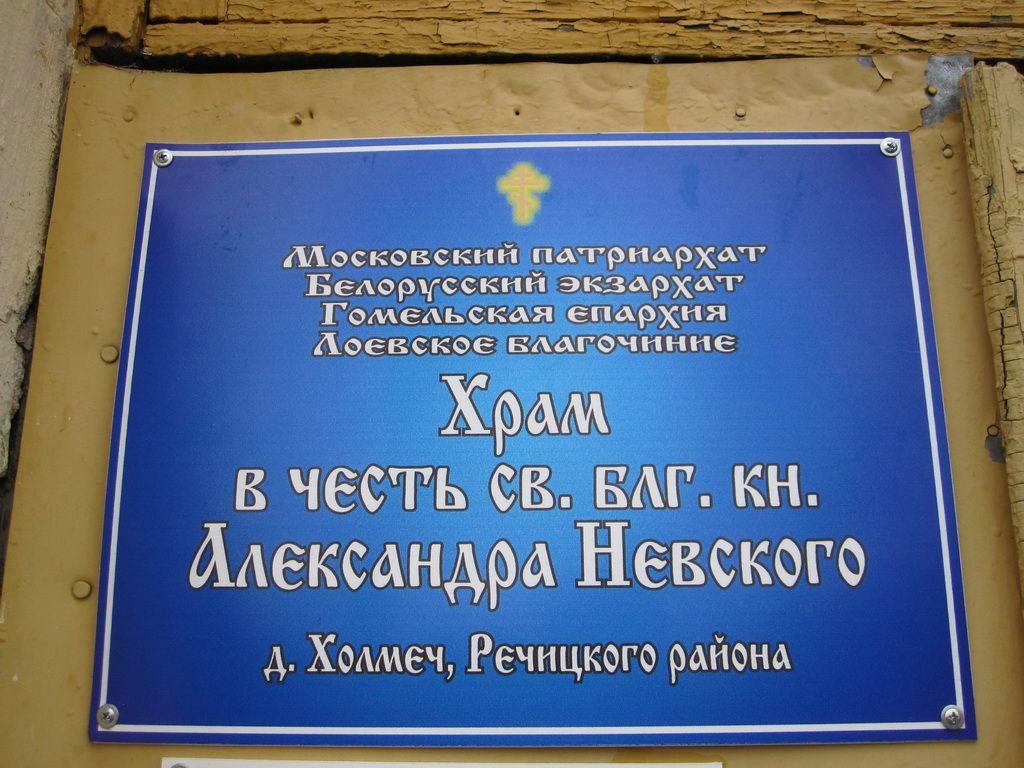 Московский патриархат
Белорусский экзархат
Гомельская епархия
Лоевское благочиние
Храм
в честь св. блг. кн.
Александра Невского
д. Холмеч, Речицкого района